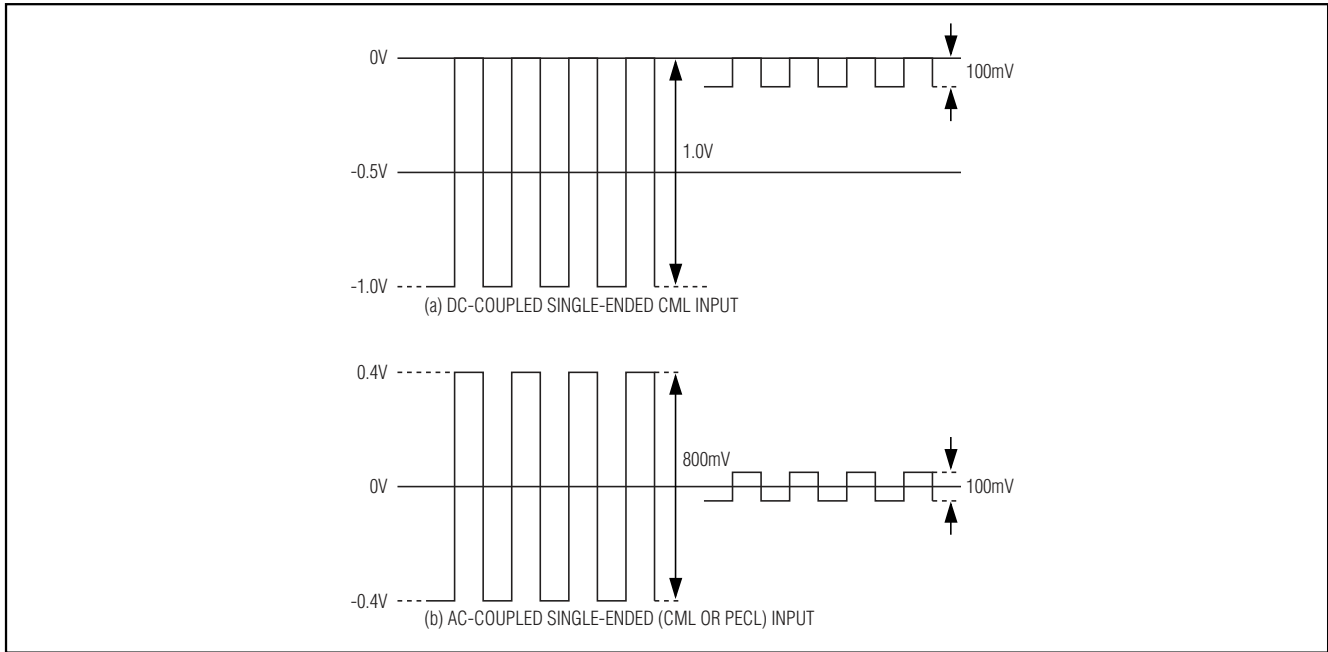 0V
100mV
1.0V
-0.5V
-1.0V
(a) DC-COUPLED SINGLE-ENDED CML INPUT
0.4V
800mV
0V
100mV
-0.4V
(b) AC-COUPLED SINGLE-ENDED (CML OR PECL) INPUT